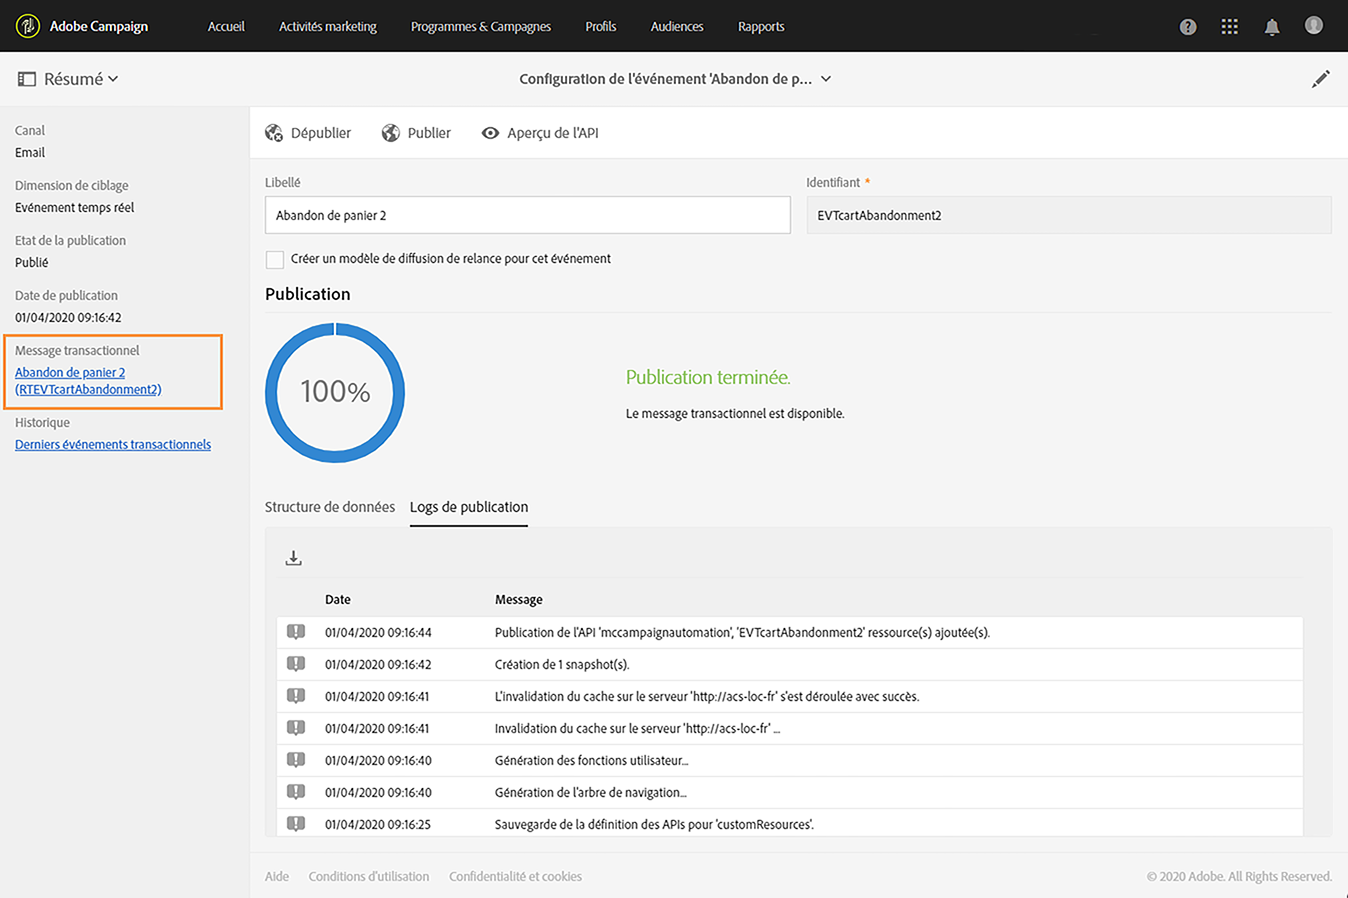 Adobe Campaign
Accueil
Activités marketing
Programmes & Campagnes
Profils
Audiences
Rapports
Résumé
Configuration de l'événement 'Abandon de p...
Canal
Email
Dimension de ciblage
Evénement temps réel
Etat de la publication
Publié
Date de publication
01/04/2020 09:16:42
Message transactionnel
Abandon de panier 2
(RTEVTcartAbandonment2)
Historique
Derniers événements transactionnels
Dépublier
Publier
Aperçu de l'API
Libellé
Abandon de panier 2
Identifiant *
EVTcartAbandonment2
Créer un modèle de diffusion de relance pour cet événement
Publication
100%
Publication terminée.
Le message transactionnel est disponible.
Structure de données
Logs de publication
Date Message
01/04/2020 09:16:44 Publication de l'API 'mccampaignautomation', 'EVTcartAbandonment2' ressource(s) ajoutée(s).
01/04/2020 09:16:42 Création de 1 snapshot(s).
01/04/2020 09:16:41 L'invalidation du cache sur le serveur 'http://acs-loc-fr' s'est déroulée avec succès.
01/04/2020 09:16:41 Invalidation du cache sur le serveur 'http://acs-loc-fr' ...
01/04/2020 09:16:40 Génération des fonctions utilisateur...
01/04/2020 09:16:40 Génération de l'arbre de navigation...
01/04/2020 09:16:25 Sauvegarde de la définition des APIs pour 'customResources'.
Aide
Conditions d'utilisation
Confidentialité et cookies
© 2020 Adobe. All Rights Reserved.